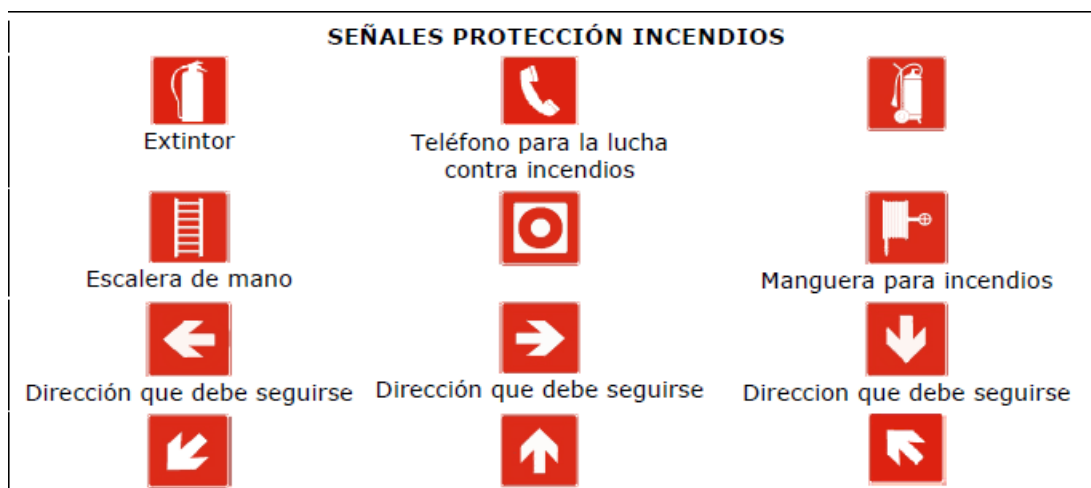 SEÑALES PROTECCIÓN INCENDIOS
Extintor
Teléfono para la lucha
contra incendios
Escalera de mano
Manguera para incendios
Dirección que debe seguirse
Dirección que debe seguirse
Direccion que debe seguirse